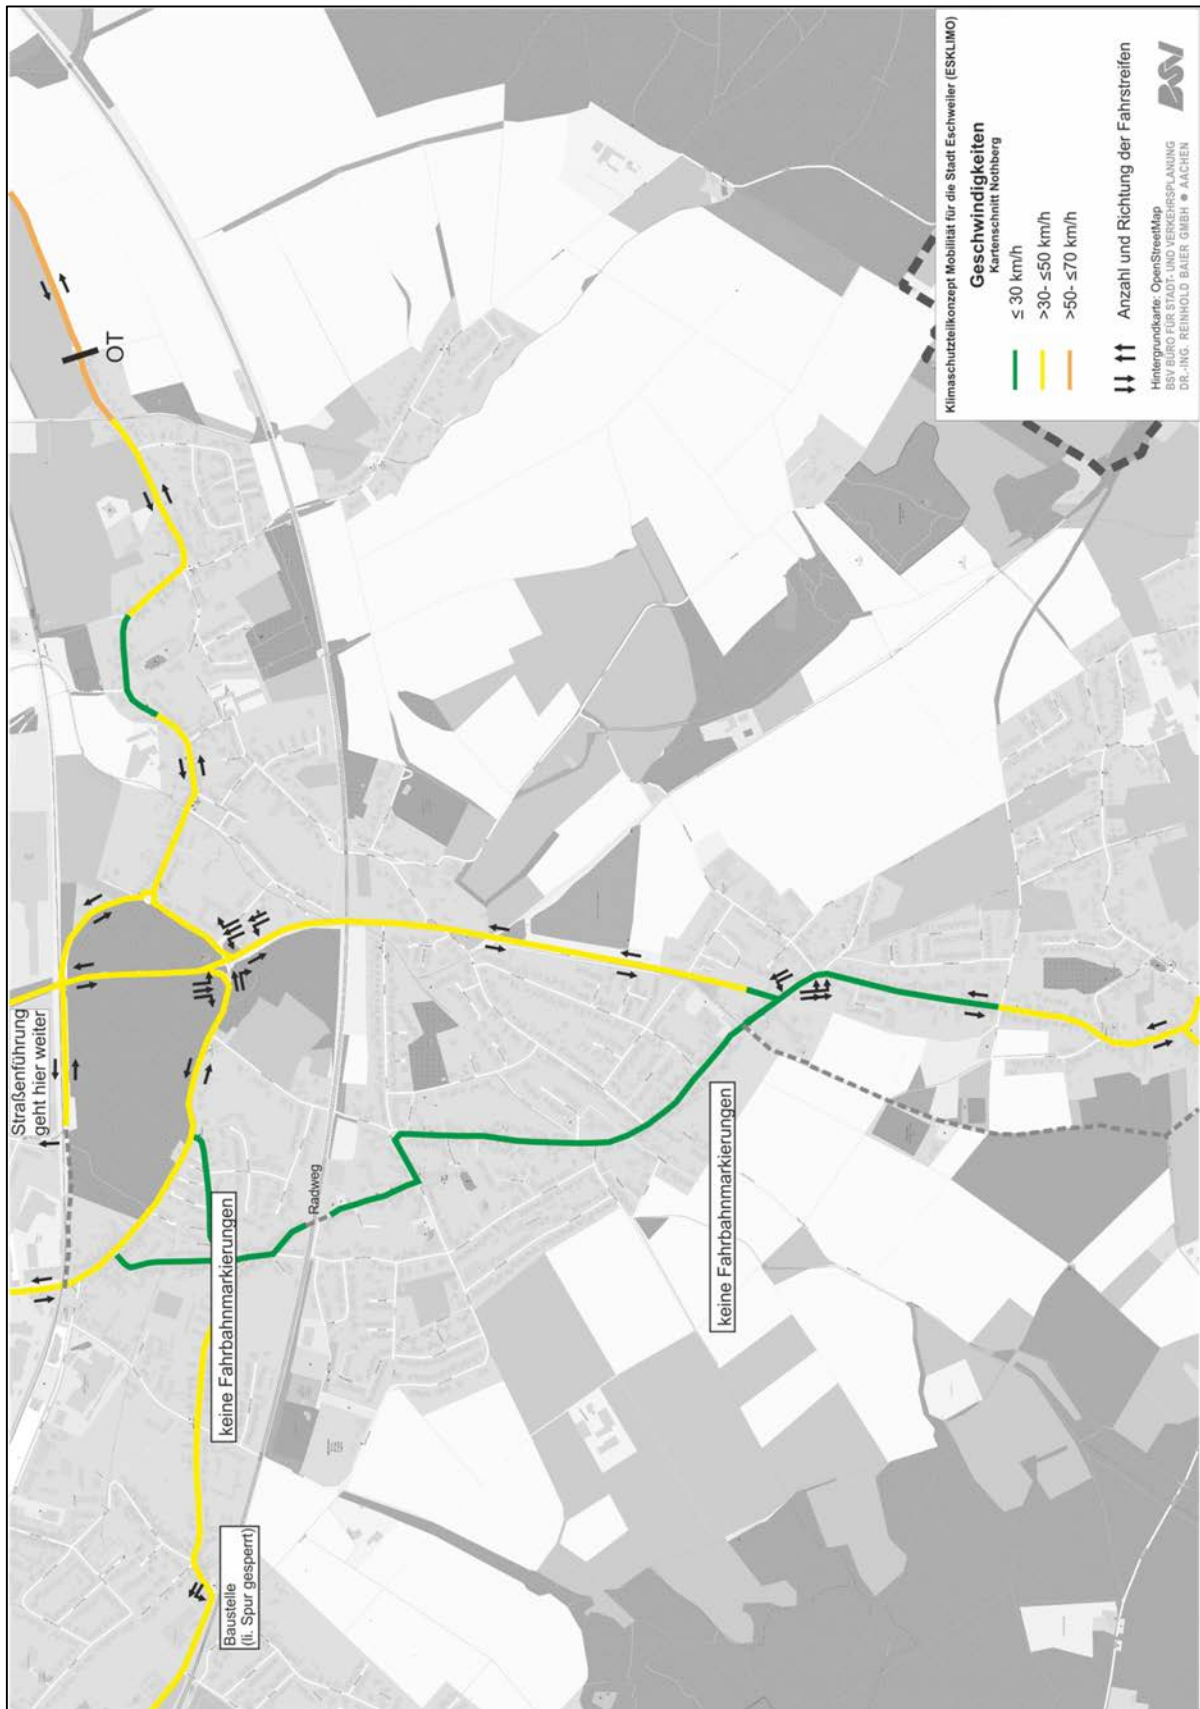 OT
Straßenführung
geht hier weiter
Radweg
keine Fahrbahnmarkierungen
keine Fahrbahnmarkierungen
Baustelle
(li. Spur gesperrt)
Klimaschutzteilkonzept Mobilität für die Stadt Eschweiler (ESKLIMO)
Geschwindigkeiten
Kartenschnitt Nothberg
≤ 30 km/h
>30- ≤50 km/h
>50- ≤70 km/h
Anzahl und Richtung der Fahrstreifen
Hintergrundkarte: OpenStreetMap
BSV BÜRO FÜR STADT- UND VERKEHRSPLANUNG
DR.-ING. REINHOLD BAIER GMBH ● AACHEN
BSV